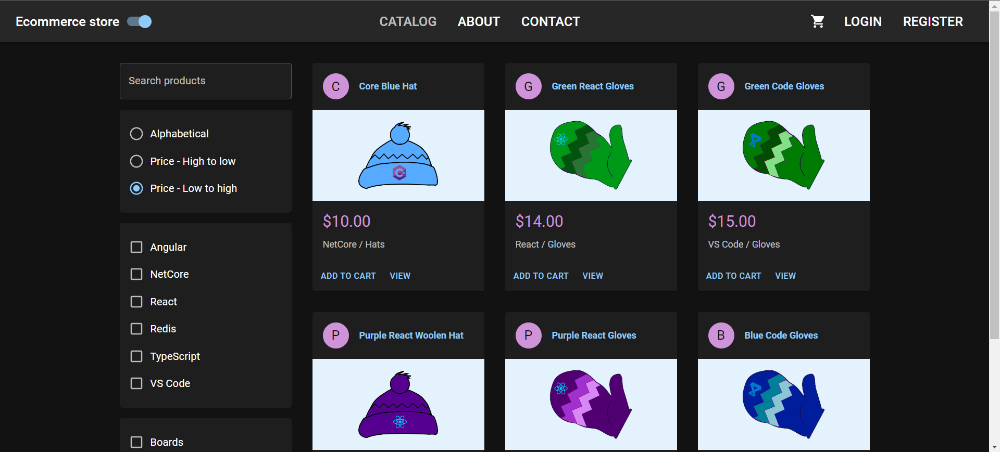 Ecommerce store
CATALOG ABOUT CONTACT
LOGIN REGISTER
Search products
Alphabetical
Price - High to low
Price - Low to high
Angular
NetCore
React
Redis
TypeScript
VS Code
Boards
C Core Blue Hat
$10.00
NetCore / Hats
ADD TO CART VIEW
G Green React Gloves
$14.00
React / Gloves
ADD TO CART VIEW
G Green Code Gloves
$15.00
VS Code / Gloves
ADD TO CART VIEW
P Purple React Woolen Hat
P Purple React Gloves
B Blue Code Gloves